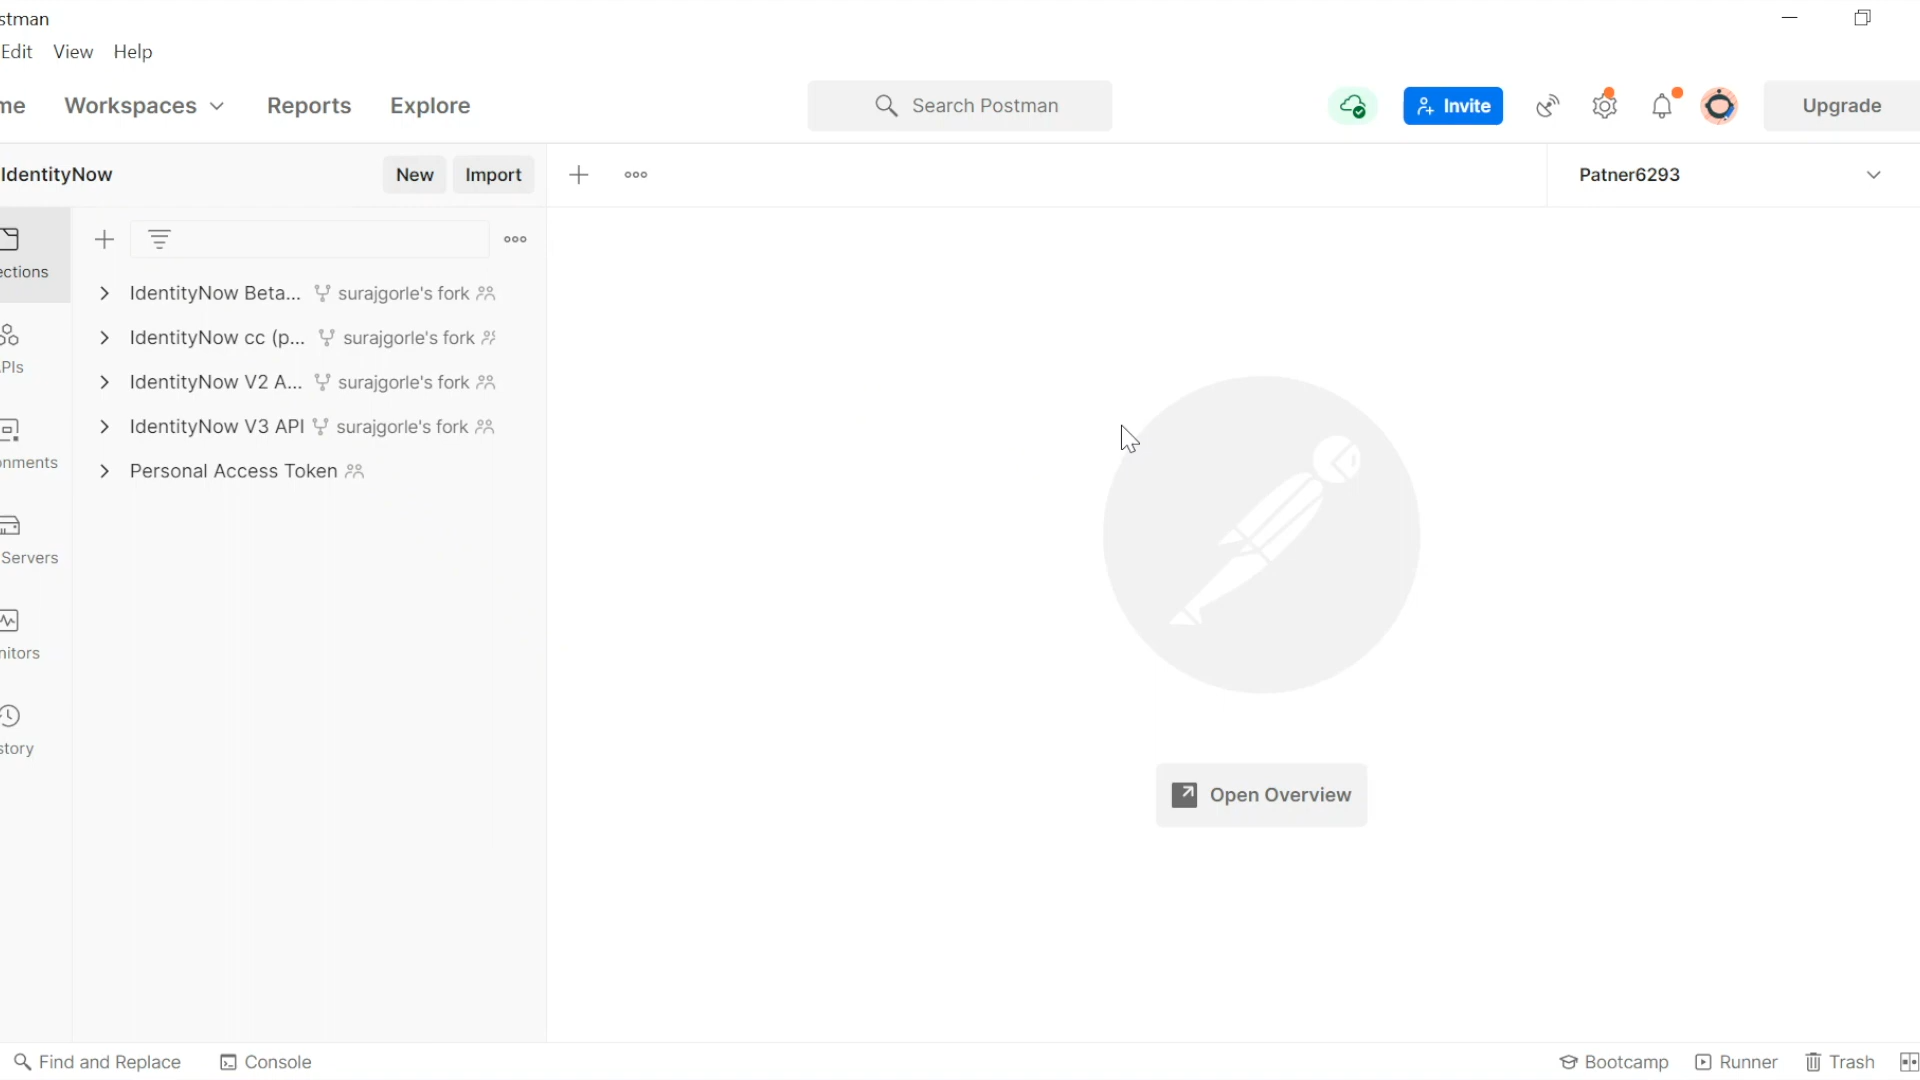 stman
Edit View Help
me Workspaces Reports Explore Search Postman Invite Upgrade
IdentityNow New Import Patner6293
ections
IdentityNow Beta... surajgorle's fork
IdentityNow cc (p... surajgorle's fork
PIs
IdentityNow V2 A... surajgorle's fork
IdentityNow V3 API surajgorle's fork
onments
Personal Access Token
Servers
nitors
story
Open Overview
Find and Replace Console Bootcamp Runner Trash